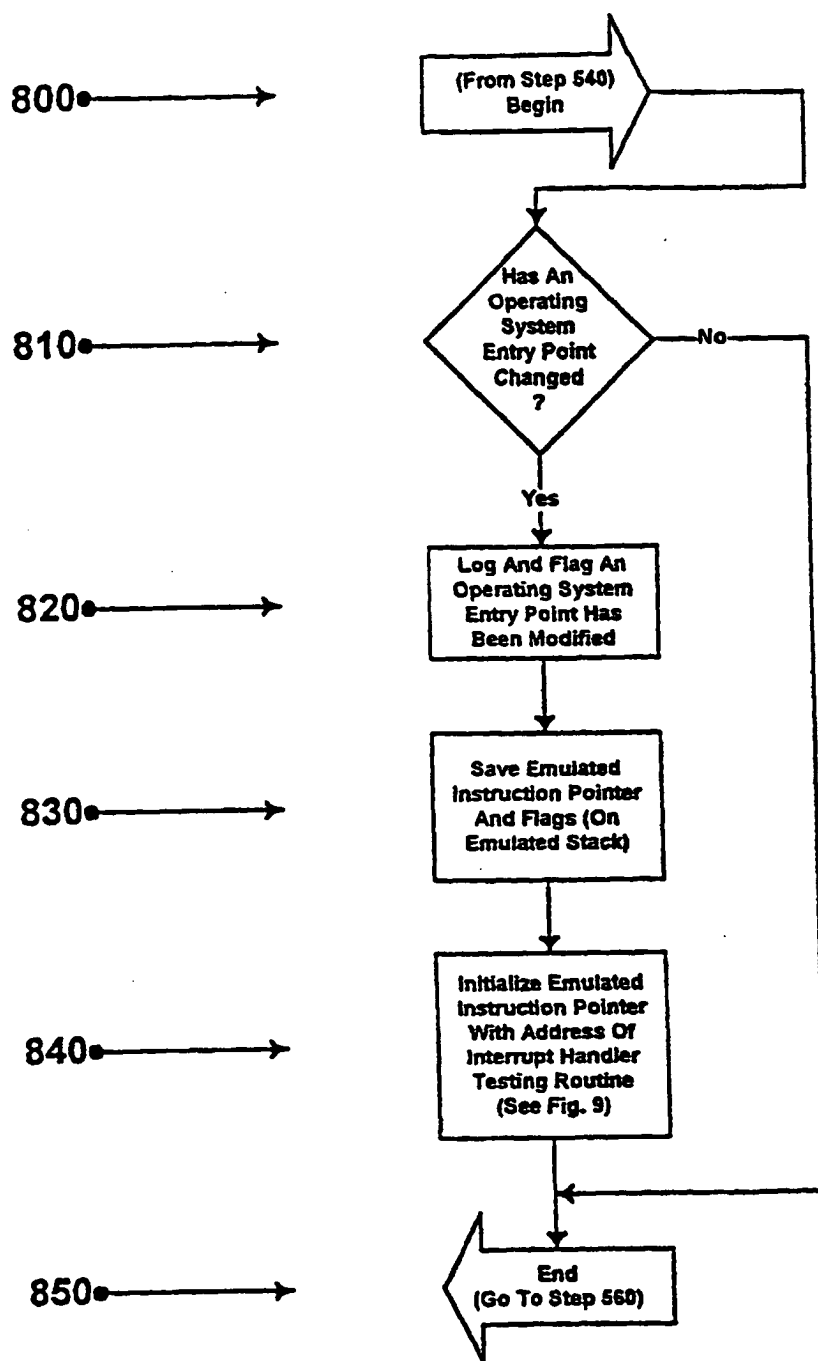 800
(From Step 540)
Begin
810
Has An
Operating
System
Entry Point
Changed
?
No
Yes
820
Log And Flag An
Operating System
Entry Point Has
Been Modified
830
Save Emulated
Instruction Pointer
And Flags (On
Emulated Stack)
840
Initialize Emulated
Instruction Pointer
With Address Of
Interrupt Handler
Testing Routine
(See Fig. 9)
850
End
(Go To Step 560)